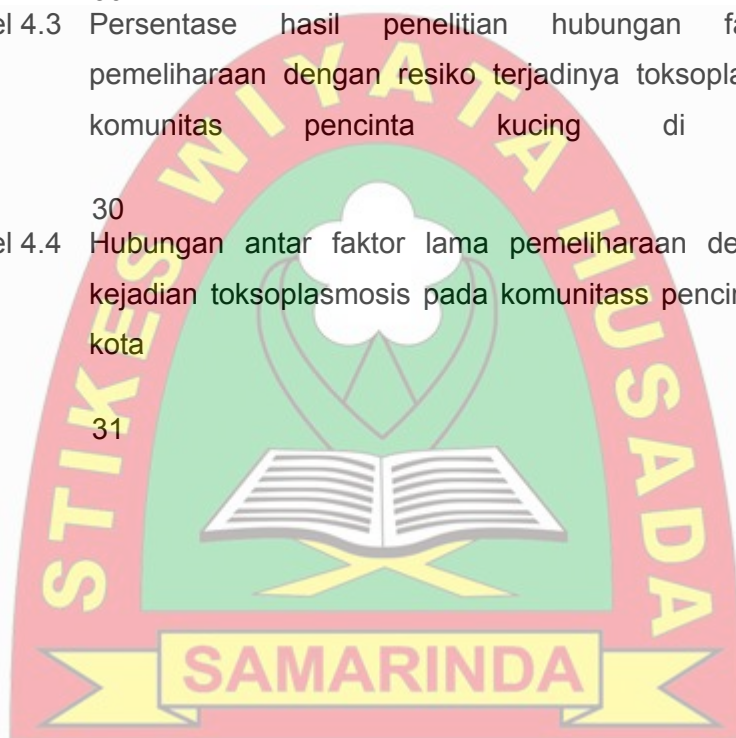 el 4.3 Persentase hasil penelitian hubungan fa
pemeliharaan dengan resiko terjadinya toksopla
komunitas pencinta kucing di
30
el 4.4 Hubungan antar faktor lama pemeliharaan de
kejadian toksoplasmosis pada komunitass pencin
kota
31
STIKES WIYATA HUSADA
SAMARINDA